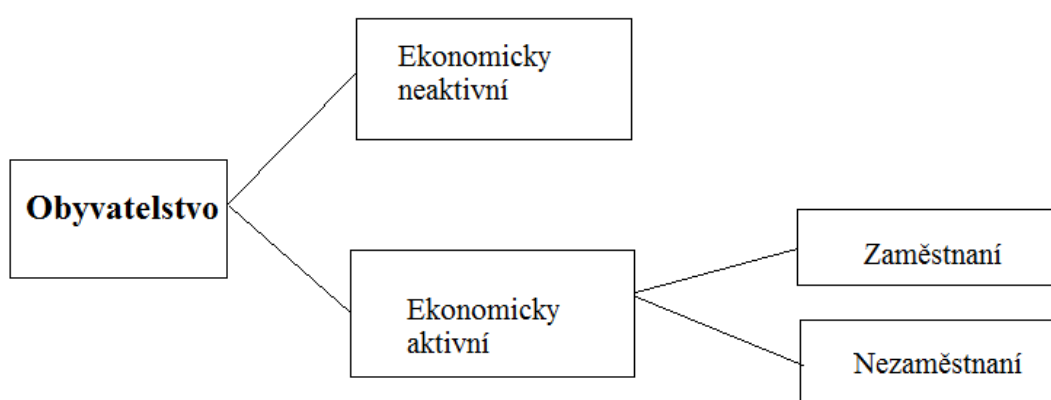 Ekonomicky
neaktivní
Obyvatelstvo
Ekonomicky
aktivní
Zaměstnaní
Nezaměstnaní